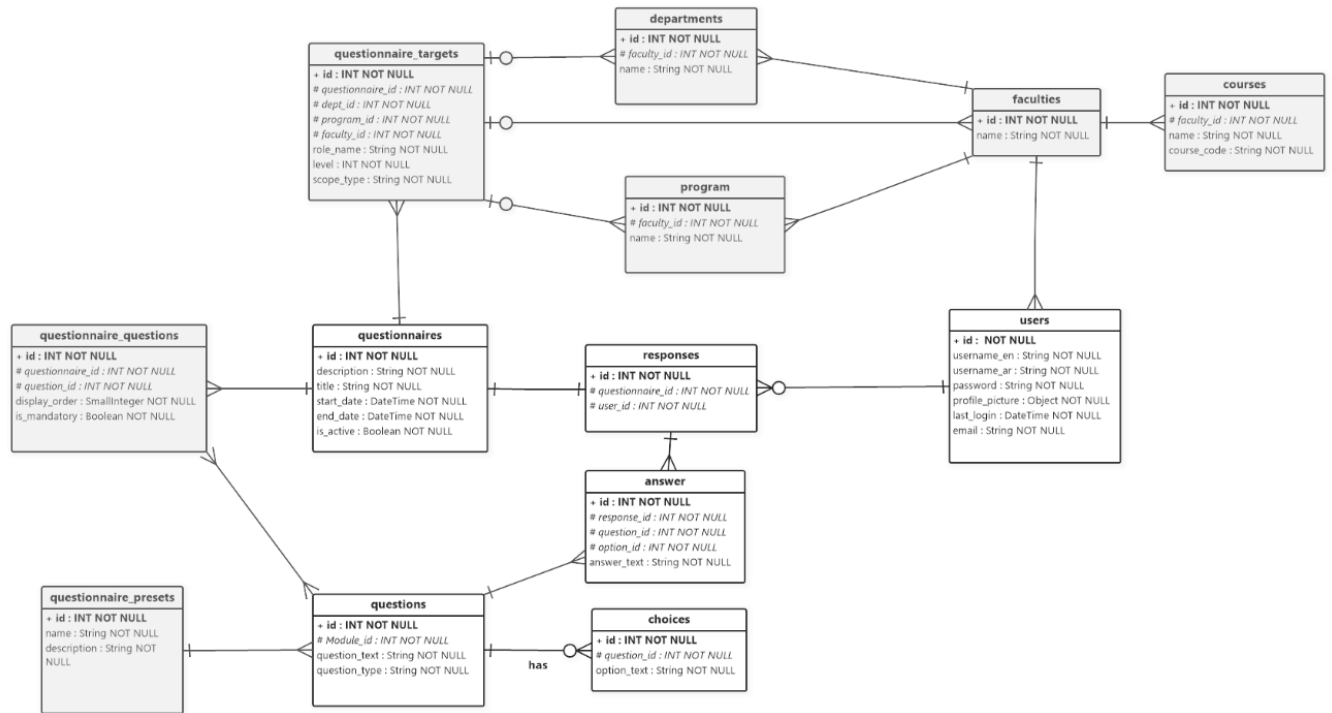 departments
+ id : INT NOT NULL
# faculty_id : INT NOT NULL
name : String NOT NULL
questionnaire_targets
+ id : INT NOT NULL
# questionnaire_id : INT NOT NULL
# dept_id : INT NOT NULL
# program_id : INT NOT NULL
# faculty_id : INT NOT NULL
role_name : String NOT NULL
level : INT NOT NULL
scope_type : String NOT NULL
faculties
+ id : INT NOT NULL
name : String NOT NULL
courses
+ id : INT NOT NULL
# faculty_id : INT NOT NULL
name : String NOT NULL
course_code : String NOT NULL
program
+ id : INT NOT NULL
# faculty_id : INT NOT NULL
name : String NOT NULL
questionnaire_questions
+ id : INT NOT NULL
# questionnaire_id : INT NOT NULL
# question_id : INT NOT NULL
display_order : SmallInteger NOT NULL
is_mandatory : Boolean NOT NULL
questionnaires
+ id : INT NOT NULL
description : String NOT NULL
title : String NOT NULL
start_date : DateTime NOT NULL
end_date : DateTime NOT NULL
is_active : Boolean NOT NULL
responses
+ id : INT NOT NULL
# questionnaire_id : INT NOT NULL
# user_id : INT NOT NULL
users
+ id : NOT NULL
username_en : String NOT NULL
username_ar : String NOT NULL
password : String NOT NULL
profile_picture : Object NOT NULL
last_login : DateTime NOT NULL
email : String NOT NULL
answer
+ id : INT NOT NULL
# response_id : INT NOT NULL
# question_id : INT NOT NULL
# option_id : INT NOT NULL
answer_text : String NOT NULL
questionnaire_presets
+ id : INT NOT NULL
name : String NOT NULL
description : String NOT
NULL
questions
+ id : INT NOT NULL
# Module_id : INT NOT NULL
question_text : String NOT NULL
question_type : String NOT NULL
has
choices
+ id : INT NOT NULL
# question_id : INT NOT NULL
option_text : String NOT NULL